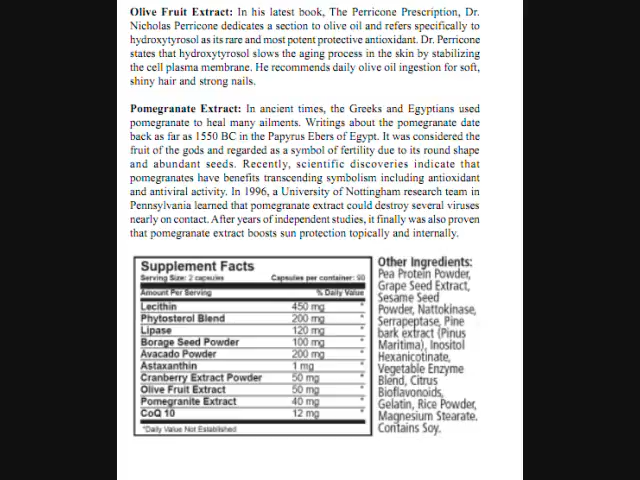 Olive Fruit Extract: In his latest book, The Perricone Prescription, Dr.
Nicholas Perricone dedicates a section to olive oil and refers specifically to
hydroxytyrosol as its rare and most potent protective antioxidant. Dr. Perricone
states that hydroxytyrosol slows the aging process in the skin by stabilizing
the cell plasma membrane. He recommends daily olive oil ingestion for soft,
shiny hair and strong nails.
Pomegranate Extract: In ancient times, the Greeks and Egyptians used
pomegranate to heal many ailments. Writings about the pomegranate date
back as far as 1550 BC in the Papyrus Ebers of Egypt. It was considered the
fruit of the gods and regarded as a symbol of fertility due to its round shape
and abundant seeds. Recently, scientific discoveries indicate that
pomegranates have benefits transcending symbolism including antioxidant
and antiviral activity. In 1996, a University of Nottingham research team in
Pennsylvania learned that pomegranate extract could destroy several viruses
nearly on contact. After years of independent studies, it finally was also proven
that pomegranate extract boosts sun protection topically and internally.
Supplement Facts
Serving Size: 2 capsules Capsules per container: 90
Amount Per Serving % Daily Value
Lecithin 450 mg *
Phytosterol Blend 200 mg *
Lipase 120 mg *
Borage Seed Powder 100 mg *
Avacado Powder 200 mg *
Astaxanthin 1 mg *
Cranberry Extract Powder 50 mg *
Olive Fruit Extract 50 mg *
Pomegranite Extract 40 mg *
CoQ 10 12 mg *
*Daily Value Not Established
Other Ingredients:
Pea Protein Powder,
Grape Seed Extract,
Sesame Seed
Powder, Nattokinase,
Serrapeptase, Pine
bark extract (Pinus
Maritima), Inositol
Hexanicotinate,
Vegetable Enzyme
Blend, Citrus
Bioflavonoids,
Gelatin, Rice Powder,
Magnesium Stearate.
Contains Soy.